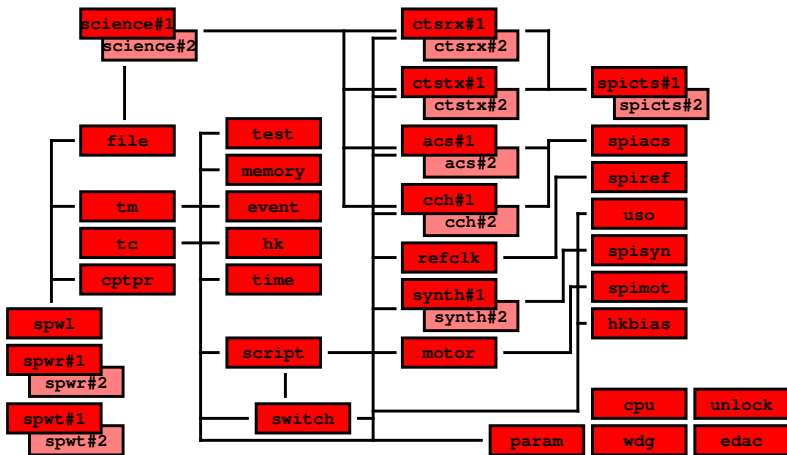 science#1
science#2
ctsrx#1
ctsrx#2
ctstx#1
ctstx#2
spicts#1
spicts#2
file
test
acs#1
acs#2
spiacs
memory
spiref
tm
event
cch#1
cch#2
uso
tc
hk
refclk
spisyn
cptpr
time
synth#1
synth#2
spimot
spwl
hkbias
spwr#1
spwr#2
script
motor
spwt#1
spwt#2
switch
cpu
unlock
param
wdg
edac